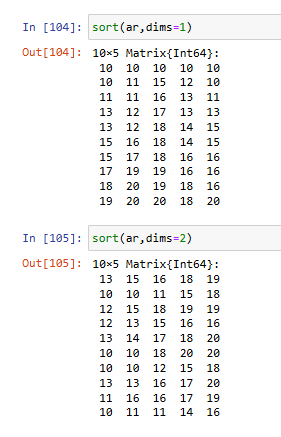 In [104]: sort(ar,dims=1)
Out[104]: 10×5 Matrix{Int64}:
10 10 10 10 10
10 11 15 12 10
11 11 16 13 11
13 12 17 13 13
13 12 18 14 15
15 16 18 14 15
15 17 18 16 16
17 19 19 16 16
18 20 19 18 16
19 20 20 18 20
In [105]: sort(ar,dims=2)
Out[105]: 10×5 Matrix{Int64}:
13 15 16 18 19
10 10 11 15 18
12 15 18 19 19
12 13 15 16 16
13 14 17 18 20
10 10 18 20 20
10 10 12 15 18
13 13 16 17 20
11 16 16 17 19
10 11 11 14 16